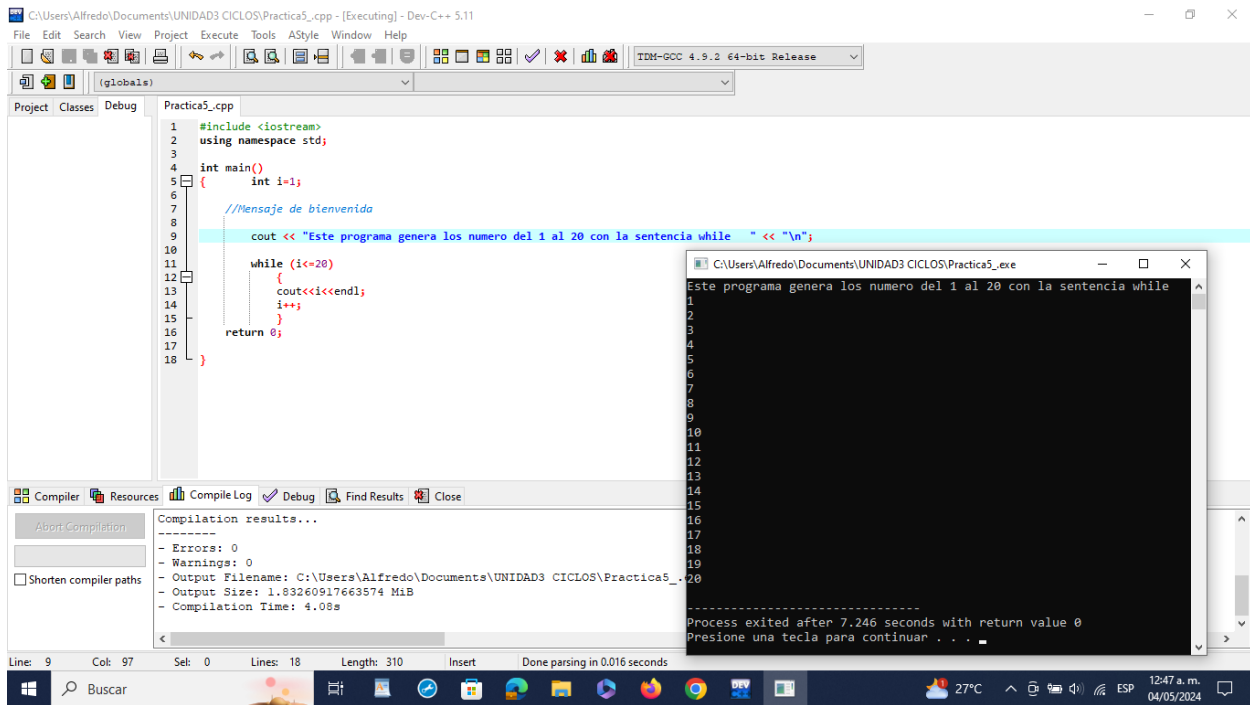 C:\Users\Alfredo\Documents\UNIDAD3 CICLOS\Practica5_.cpp - [Executing] - Dev-C++ 5.11
File Edit Search View Project Execute Tools AStyle Window Help
TDM-GCC 4.9.2 64-bit Release
(globals)
Project Classes Debug
Practica5_.cpp
1 #include <iostream>
2 using namespace std;
3
4 int main()
5 { int i=1;
6
7 //Mensaje de bienvenida
8
9 cout << "Este programa genera los numero del 1 al 20 con la sentencia while   " << "\n";
10
11 while (i<=20)
12 {
13 cout<<i<<endl;
14 i++;
15 }
16 return 0;
17
18 }
C:\Users\Alfredo\Documents\UNIDAD3 CICLOS\Practica5_.exe
Este programa genera los numero del 1 al 20 con la sentencia while
1
2
3
4
5
6
7
8
9
10
11
12
13
14
15
16
17
18
19
20
--------------------------------
Process exited after 7.246 seconds with return value 0
Presione una tecla para continuar . . .
Compiler Resources Compile Log Debug Find Results Close
Abort Compilation
Shorten compiler paths
Compilation results...
--------
- Errors: 0
- Warnings: 0
- Output Filename: C:\Users\Alfredo\Documents\UNIDAD3 CICLOS\Practica5_.
- Output Size: 1.83260917663574 MiB
- Compilation Time: 4.08s
Line: 9 Col: 97 Sel: 0 Lines: 18 Length: 310 Insert Done parsing in 0.016 seconds
Buscar
DEV
1
27°C
ESP
12:47 a. m.
04/05/2024